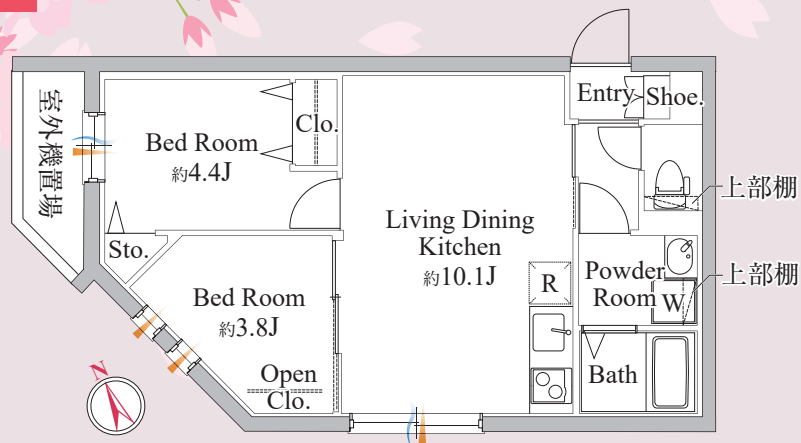 室外機置場
Bed Room
約4.4J
Clo.
Sto.
Bed Room
約3.8J
Open
Clo.
Living Dining
Kitchen
約10.1J
R
Entry
Shoe.
上部棚
Powder
Room
W
上部棚
Bath
N